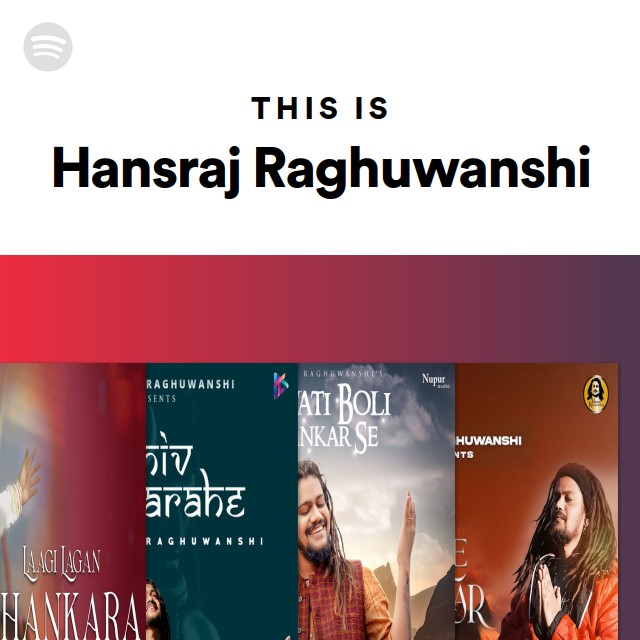 THIS IS
Hansraj Raghuwanshi
LAAGI LAGAN
HANKARA
RAGHUWANSHI
SENTS
arahe
RAGHUWANSHI
RAGHUWANSHI'S
ATI BOLI
NKAR SE
Nupur
audio
HUWANSHI
NTS